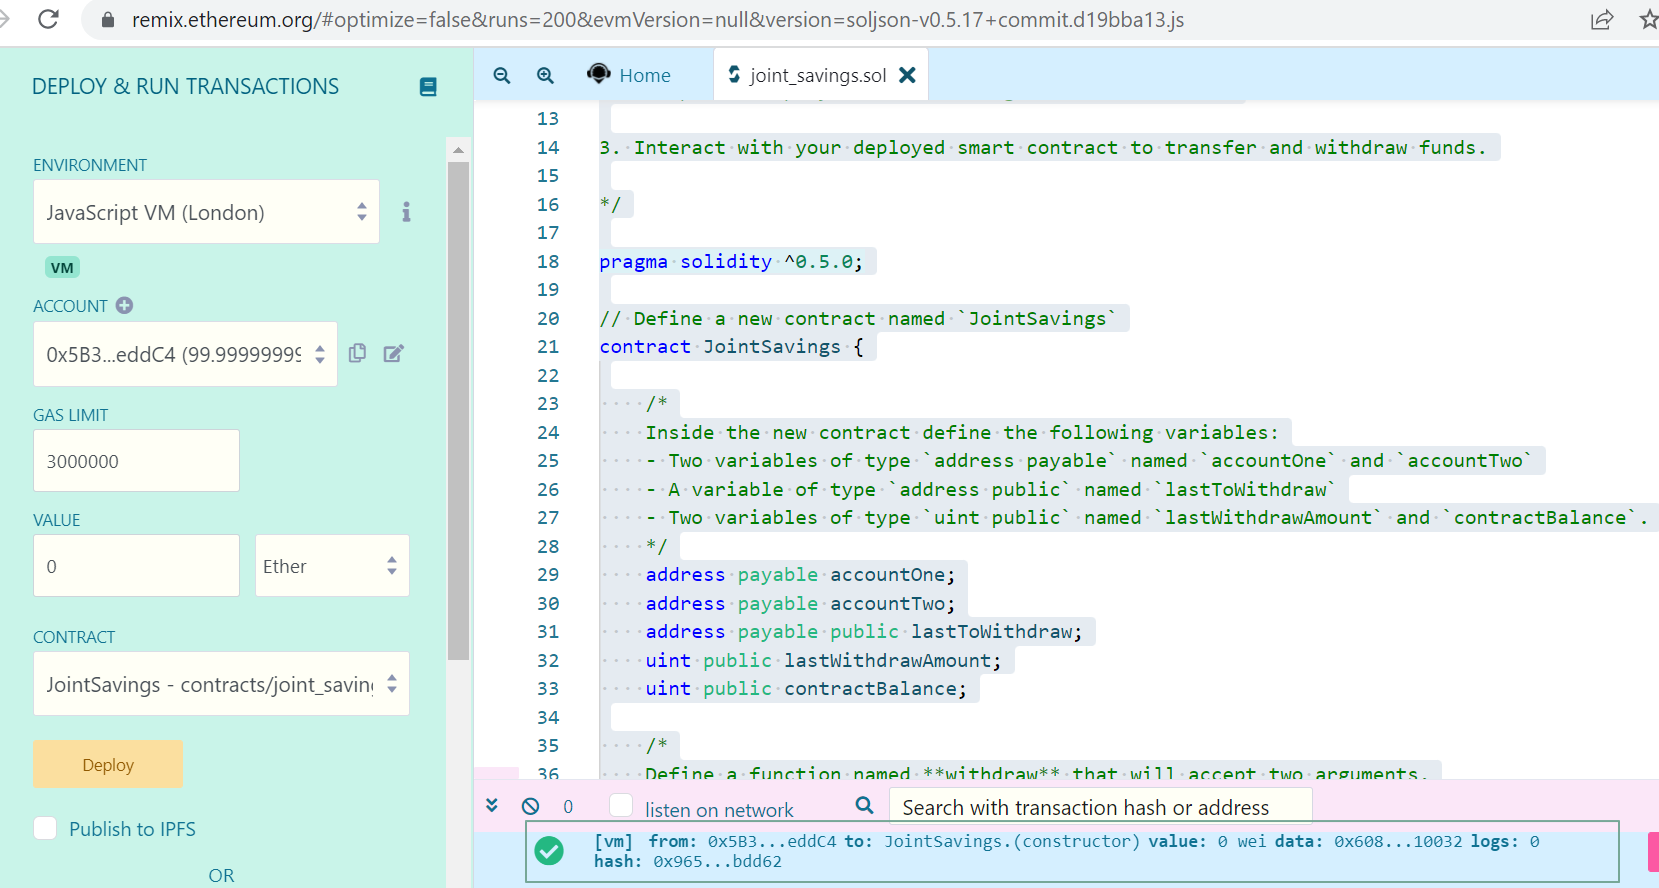 remix.ethereum.org/#optimize=false&runs=200&evmVersion=null&version=soljson-v0.5.17+commit.d19bba13.js
DEPLOY & RUN TRANSACTIONS
ENVIRONMENT
JavaScript VM (London)
VM
ACCOUNT
0x5B3...eddC4 (99.99999999
GAS LIMIT
3000000
VALUE
0
Ether
CONTRACT
JointSavings - contracts/joint_saving
Deploy
Publish to IPFS
OR
Home
joint_savings.sol
13
14 3. Interact with your deployed smart contract to transfer and withdraw funds.
15
16 */
17
18 pragma solidity ^0.5.0;
19
20 // Define a new contract named `JointSavings`
21 contract JointSavings {
22
23 /*
24 Inside the new contract define the following variables:
25 - Two variables of type `address payable` named `accountOne` and `accountTwo`
26 - A variable of type `address public` named `lastToWithdraw`
27 - Two variables of type `uint public` named `lastWithdrawAmount` and `contractBalance`.
28 */
29 address payable accountOne;
30 address payable accountTwo;
31 address payable public lastToWithdraw;
32 uint public lastWithdrawAmount;
33 uint public contractBalance;
34
35 /*
36 Define a function named **withdraw** that will accept two arguments.
0
listen on network
Search with transaction hash or address
[vm] from: 0x5B3...eddC4 to: JointSavings.(constructor) value: 0 wei data: 0x608...10032 logs: 0
hash: 0x965...bdd62